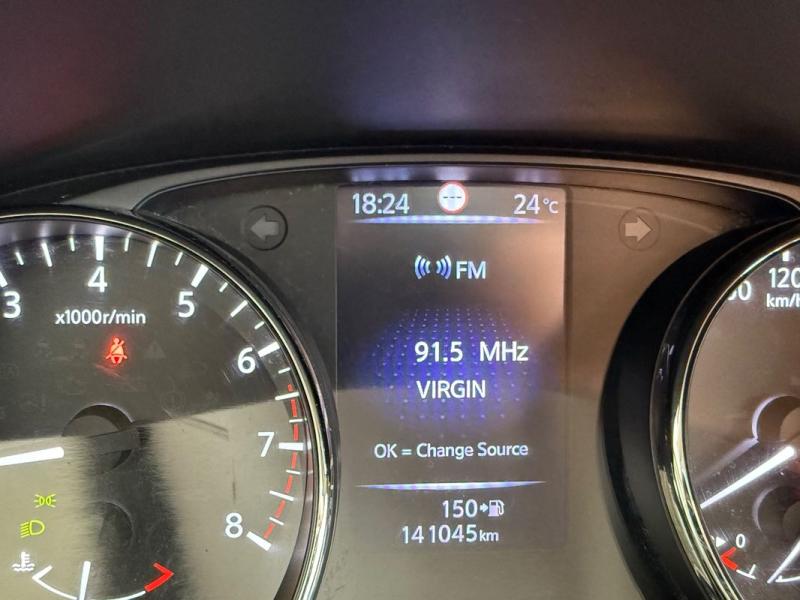 18:24 --- 24°C
FM
91.5 MHz
VIRGIN
OK = Change Source
150
141045 km
3 4 5 6 7 8
x1000r/min
120
km/h
0